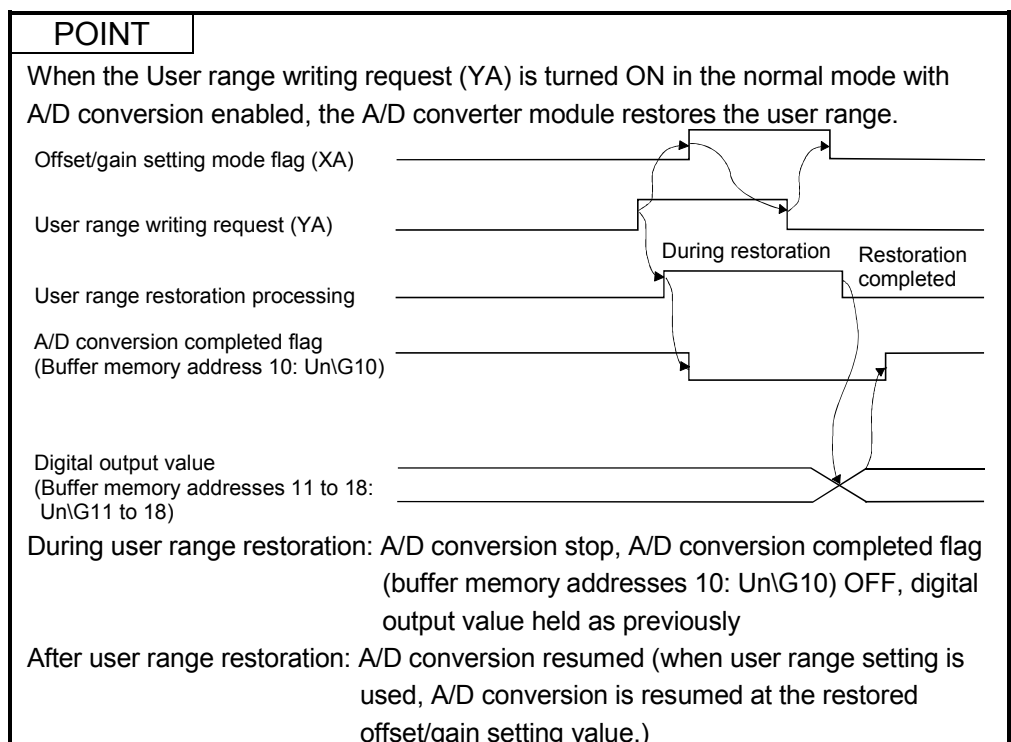 POINT
When the User range writing request (YA) is turned ON in the normal mode with
A/D conversion enabled, the A/D converter module restores the user range.
Offset/gain setting mode flag (XA)
User range writing request (YA)
During restoration
Restoration
completed
User range restoration processing
A/D conversion completed flag
(Buffer memory address 10: Un\G10)
Digital output value
(Buffer memory addresses 11 to 18:
Un\G11 to 18)
During user range restoration: A/D conversion stop, A/D conversion completed flag
(buffer memory addresses 10: Un\G10) OFF, digital
output value held as previously
After user range restoration: A/D conversion resumed (when user range setting is
used, A/D conversion is resumed at the restored
offset/gain setting value.)